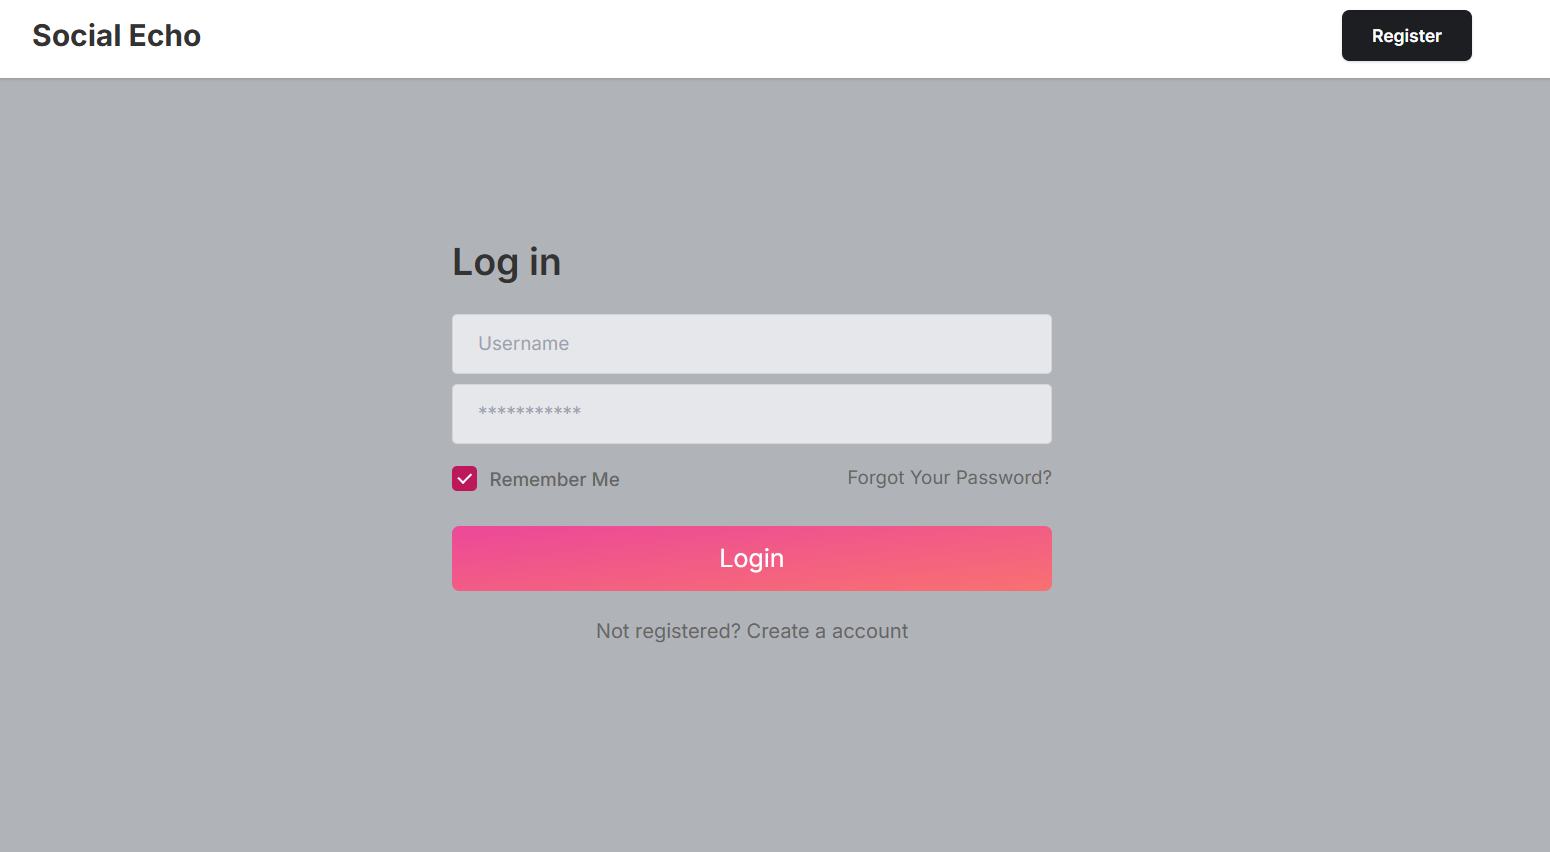 Social Echo
Register
Log in
Username
***********
Remember Me
Forgot Your Password?
Login
Not registered? Create a account